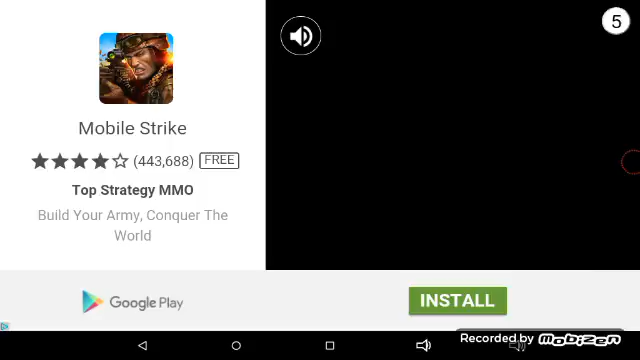 5
Mobile Strike
(443,688) FREE
Top Strategy MMO
Build Your Army, Conquer The
World
Google Play
INSTALL
Recorded by MOBIZEN